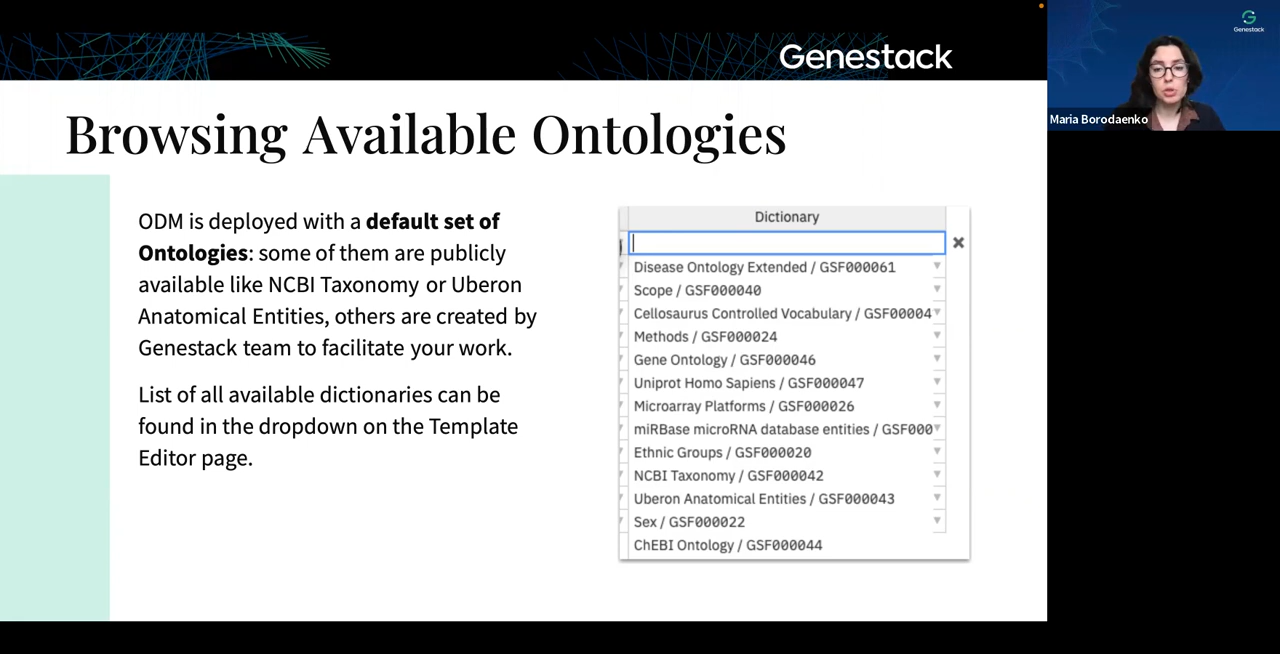 Genestack
Genestack
Maria Borodaenko
Browsing Available Ontologies
ODM is deployed with a default set of
Ontologies: some of them are publicly
available like NCBI Taxonomy or Uberon
Anatomical Entities, others are created by
Genestack team to facilitate your work.
List of all available dictionaries can be
found in the dropdown on the Template
Editor page.
Dictionary
Disease Ontology Extended / GSF000061
Scope / GSF000040
Cellosaurus Controlled Vocabulary / GSF00004
Methods / GSF000024
Gene Ontology / GSF000046
Uniprot Homo Sapiens / GSF000047
Microarray Platforms / GSF000026
miRBase microRNA database entities / GSF000
Ethnic Groups / GSF000020
NCBI Taxonomy / GSF000042
Uberon Anatomical Entities / GSF000043
Sex / GSF000022
ChEBI Ontology / GSF000044